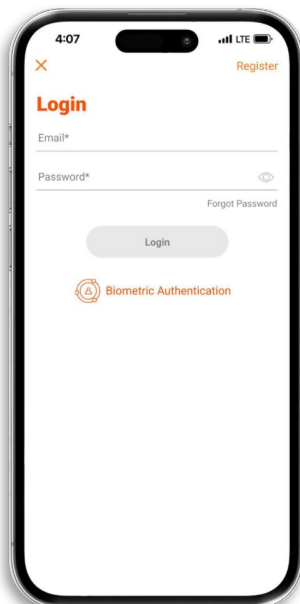 4:07
LTE
Register
Login
Email*
Password*
Forgot Password
Login
Biometric Authentication